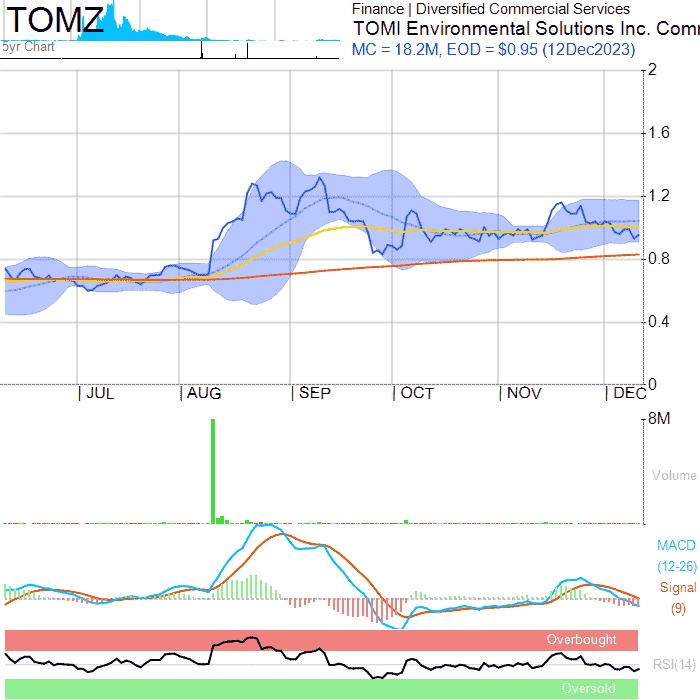 TOMZ
5yr Chart
Finance | Diversified Commercial Services
TOMI Environmental Solutions Inc. Com
MC = 18.2M, EOD = $0.95 (12Dec2023)
2
1.6
1.2
0.8
0.4
0
JUL AUG SEP OCT NOV DEC
8M
Volume
MACD
(12-26)
Signal
(9)
Overbought
RSI(14)
Oversold